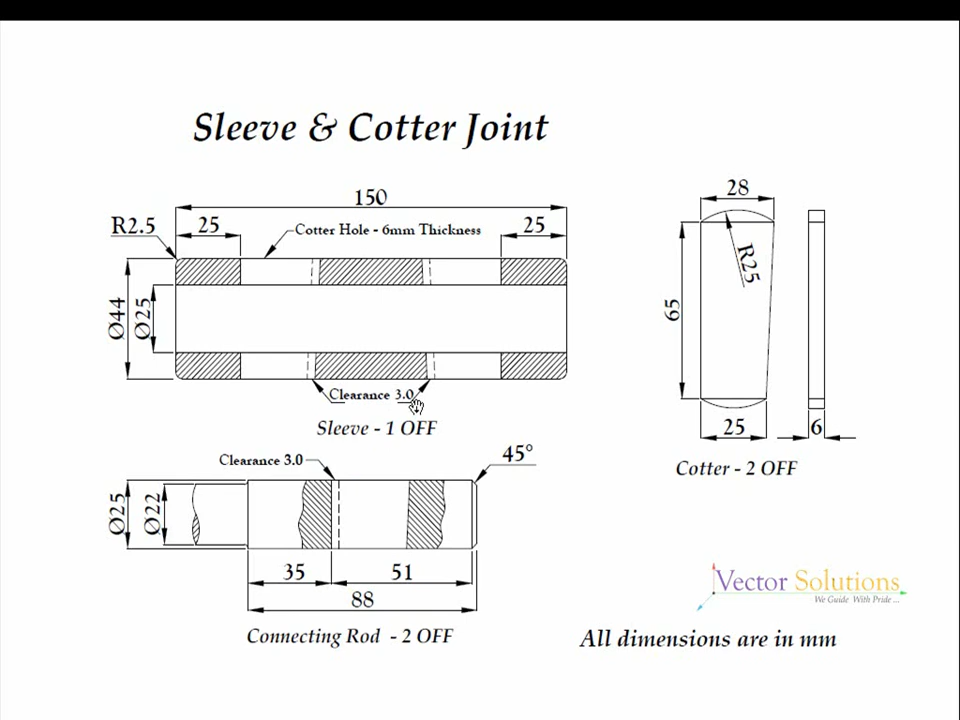 Sleeve & Cotter Joint
150
R2.5
25
Cotter Hole - 6mm Thickness
25
Ø44
Ø25
Clearance 3.0
Sleeve - 1 OFF
28
R25
65
25
6
Cotter - 2 OFF
Clearance 3.0
45°
Ø25
Ø22
35
51
88
Connecting Rod - 2 OFF
Vector Solutions
We Guide With Pride ...
All dimensions are in mm